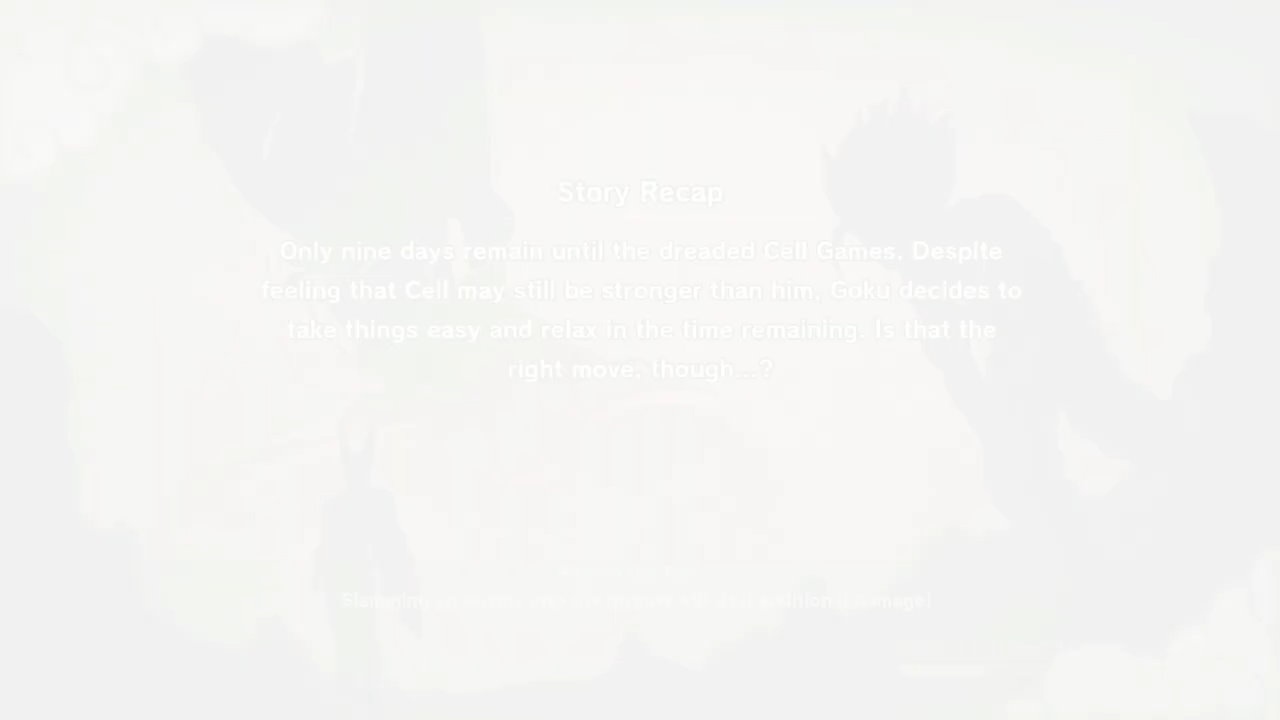 Story Recap
Only nine days remain until the dreaded Cell Games. Despite
feeling that Cell may still be stronger than him, Goku decides to
take things easy and relax in the time remaining. Is that the
right move, though...?
Slamming an enemy into the ground will deal additional damage!